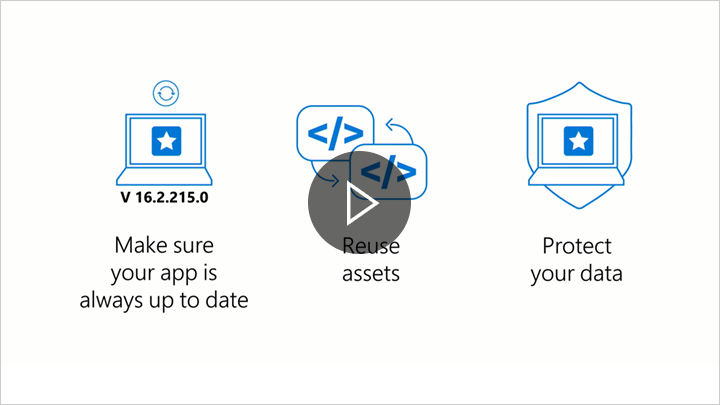 </>
</>
V 16.2.215.0
Make sure
your app is
always up to date
Reuse
assets
Protect
your data